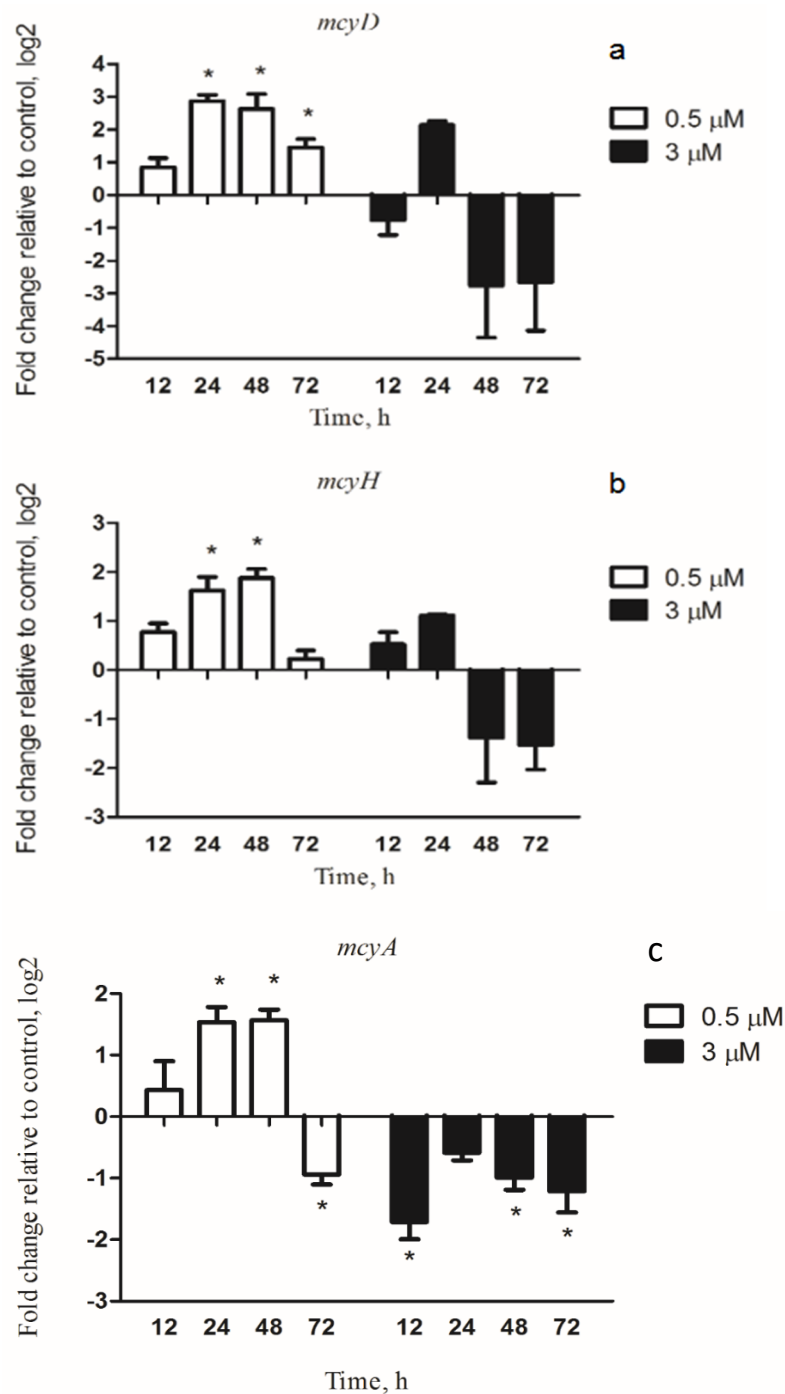 mcyD
a
Fold change relative to control, log2
4
3
2
1
0
-1
-2
-3
-4
-5
* * *
0.5 μM
3 μM
12 24 48 72 12 24 48 72
Time, h
mcyH
b
Fold change relative to control, log2
3
2
1
0
-1
-2
-3
* *
0.5 μM
3 μM
12 24 48 72 12 24 48 72
Time, h
mcyA
c
Fold change relative to control, log2
2
1
0
-1
-2
-3
* *
* * * *
0.5 μM
3 μM
12 24 48 72 12 24 48 72
Time, h